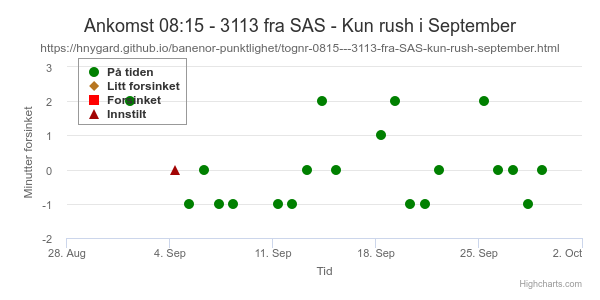 Ankomst 08:15 - 3113 fra SAS - Kun rush i September
https://hnygard.github.io/banenor-punktlighet/tognr-0815---3113-fra-SAS-kun-rush-september.html
På tiden
Litt forsinket
Forsinket
Innstilt
Minutter forsinket
3
2
1
0
-1
-2
28. Aug 4. Sep 11. Sep 18. Sep 25. Sep 2. Oct
Tid
Highcharts.com